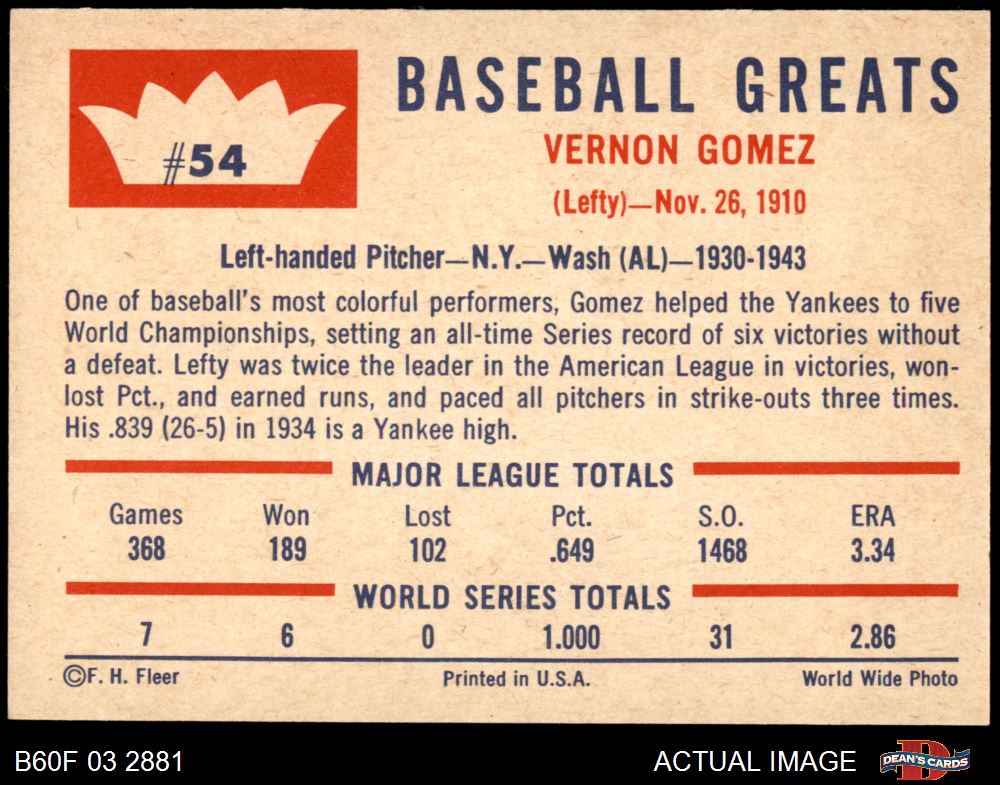 #54
BASEBALL GREATS
VERNON GOMEZ
(Lefty)—Nov. 26, 1910
Left-handed Pitcher—N.Y.—Wash (AL)—1930-1943
One of baseball's most colorful performers, Gomez helped the Yankees to five
World Championships, setting an all-time Series record of six victories without
a defeat. Lefty was twice the leader in the American League in victories, won-
lost Pct., and earned runs, and paced all pitchers in strike-outs three times.
His .839 (26-5) in 1934 is a Yankee high.
MAJOR LEAGUE TOTALS
Games Won Lost Pct. S.O. ERA
368 189 102 .649 1468 3.34
WORLD SERIES TOTALS
7 6 0 1.000 31 2.86
©F. H. Fleer Printed in U.S.A. World Wide Photo
B60F 03 2881 ACTUAL IMAGE D DEAN'S CARDS